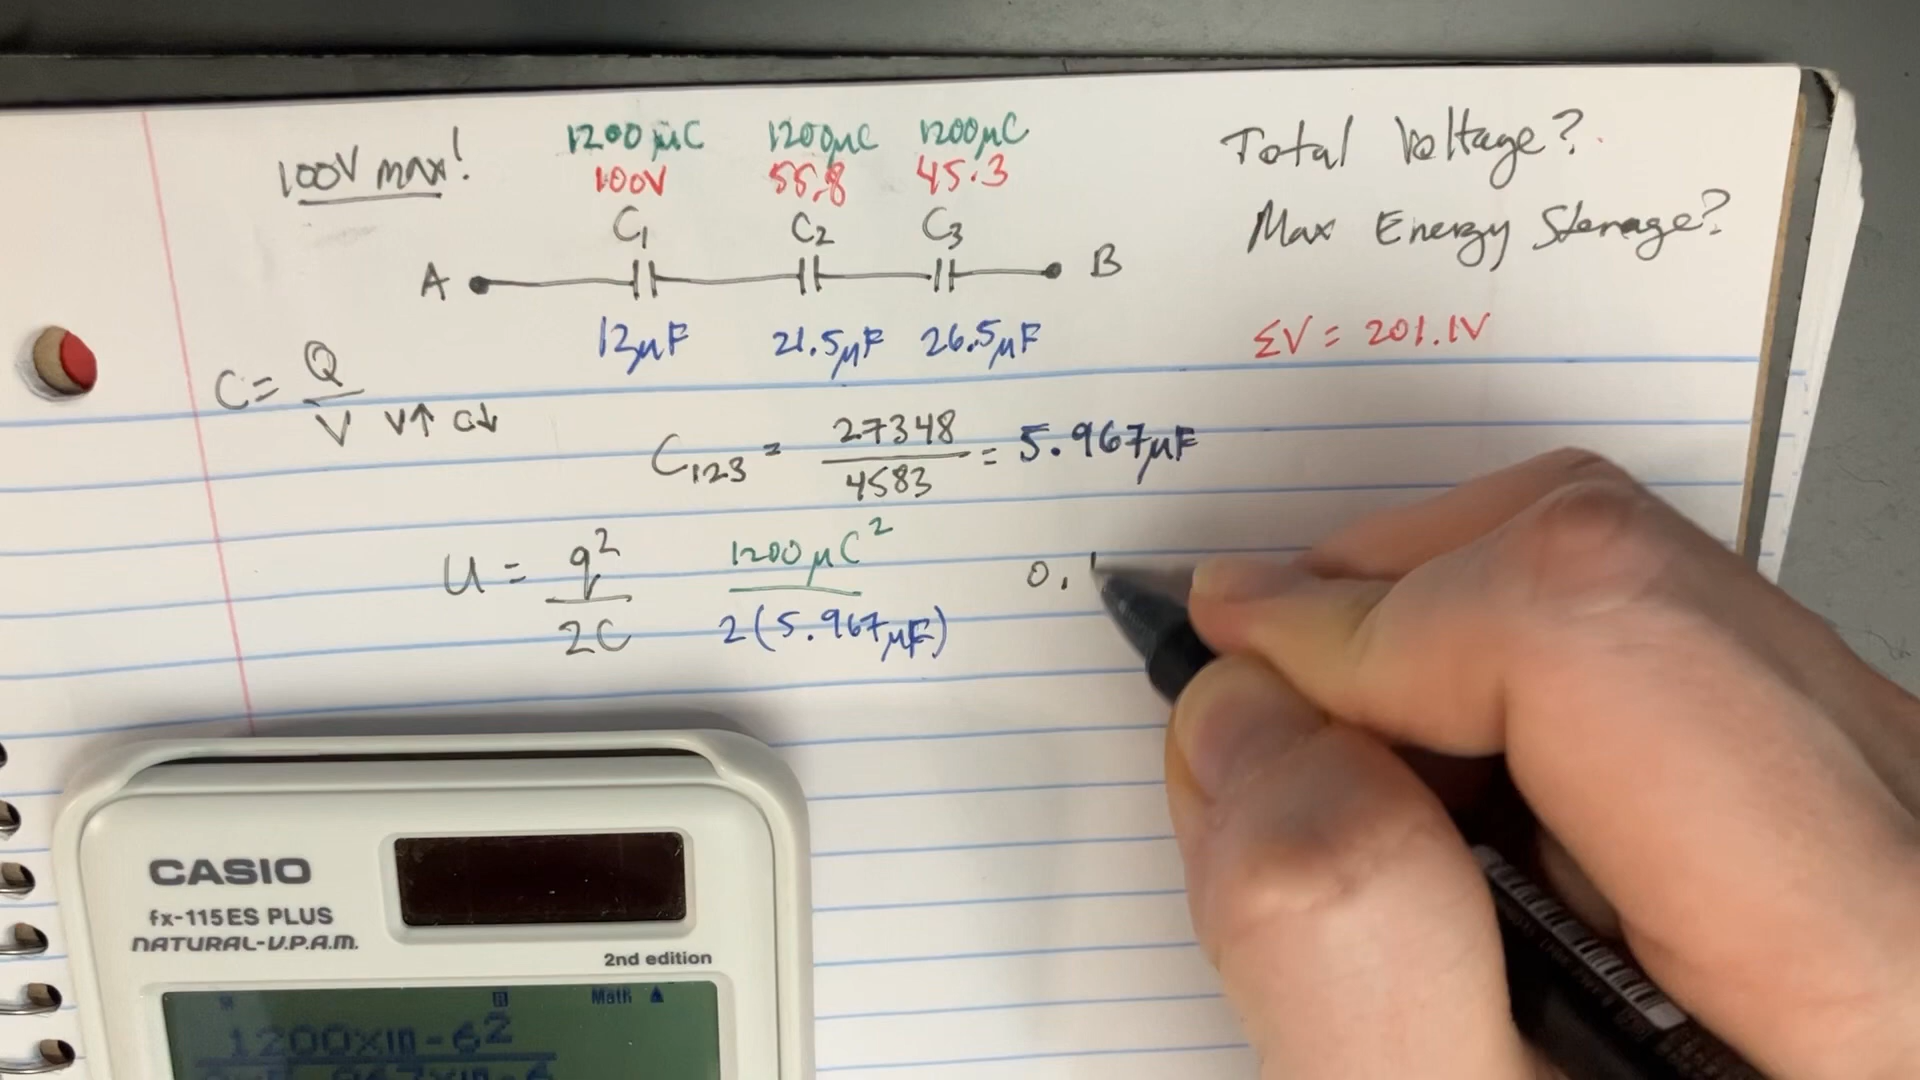 100V max!
1200μC 1200μC 1200μC
100V 55.8 45.3
C1 C2 C3
A B
12μF 21.5μF 26.5μF
Total Voltage?
Max Energy Storage?
ΣV = 201.1V
C = Q/V V↑ C↓
C123 = 27348/4583 = 5.967μF
U = q²/2C 1200μC²/2(5.967μF) 0.1
CASIO
fx-115ES PLUS
NATURAL-V.P.A.M.
2nd edition
Math ▲
1200×10-6²